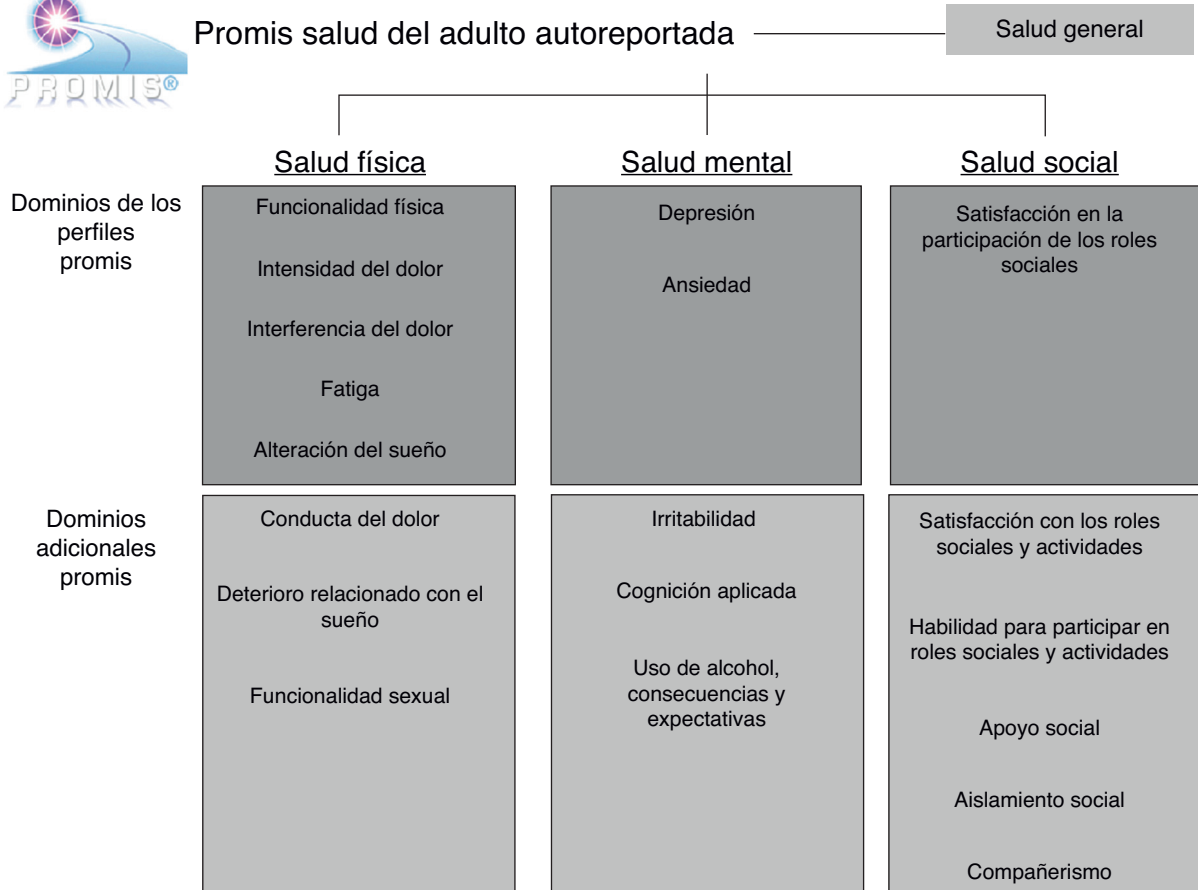 PROMIS®
Promis salud del adulto autoreportada
Salud general
Salud física
Salud mental
Salud social
Dominios de los
perfiles
promis
Funcionalidad física
Intensidad del dolor
Interferencia del dolor
Fatiga
Alteración del sueño
Depresión
Ansiedad
Satisfacción en la
participación de los roles
sociales
Dominios
adicionales
promis
Conducta del dolor
Deterioro relacionado con el
sueño
Funcionalidad sexual
Irritabilidad
Cognición aplicada
Uso de alcohol,
consecuencias y
expectativas
Satisfacción con los roles
sociales y actividades
Habilidad para participar en
roles sociales y actividades
Apoyo social
Aislamiento social
Compañerismo